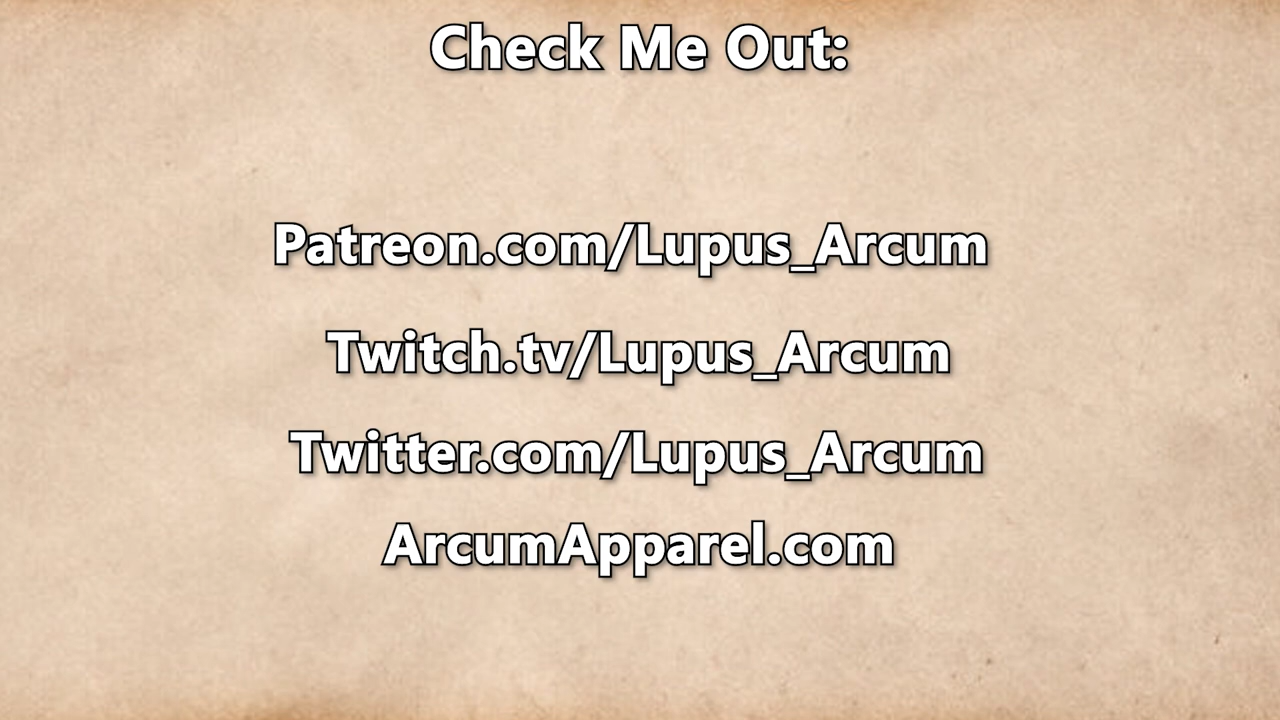 Check Me Out:
Patreon.com/Lupus_Arcum
Twitch.tv/Lupus_Arcum
Twitter.com/Lupus_Arcum
ArcumApparel.com